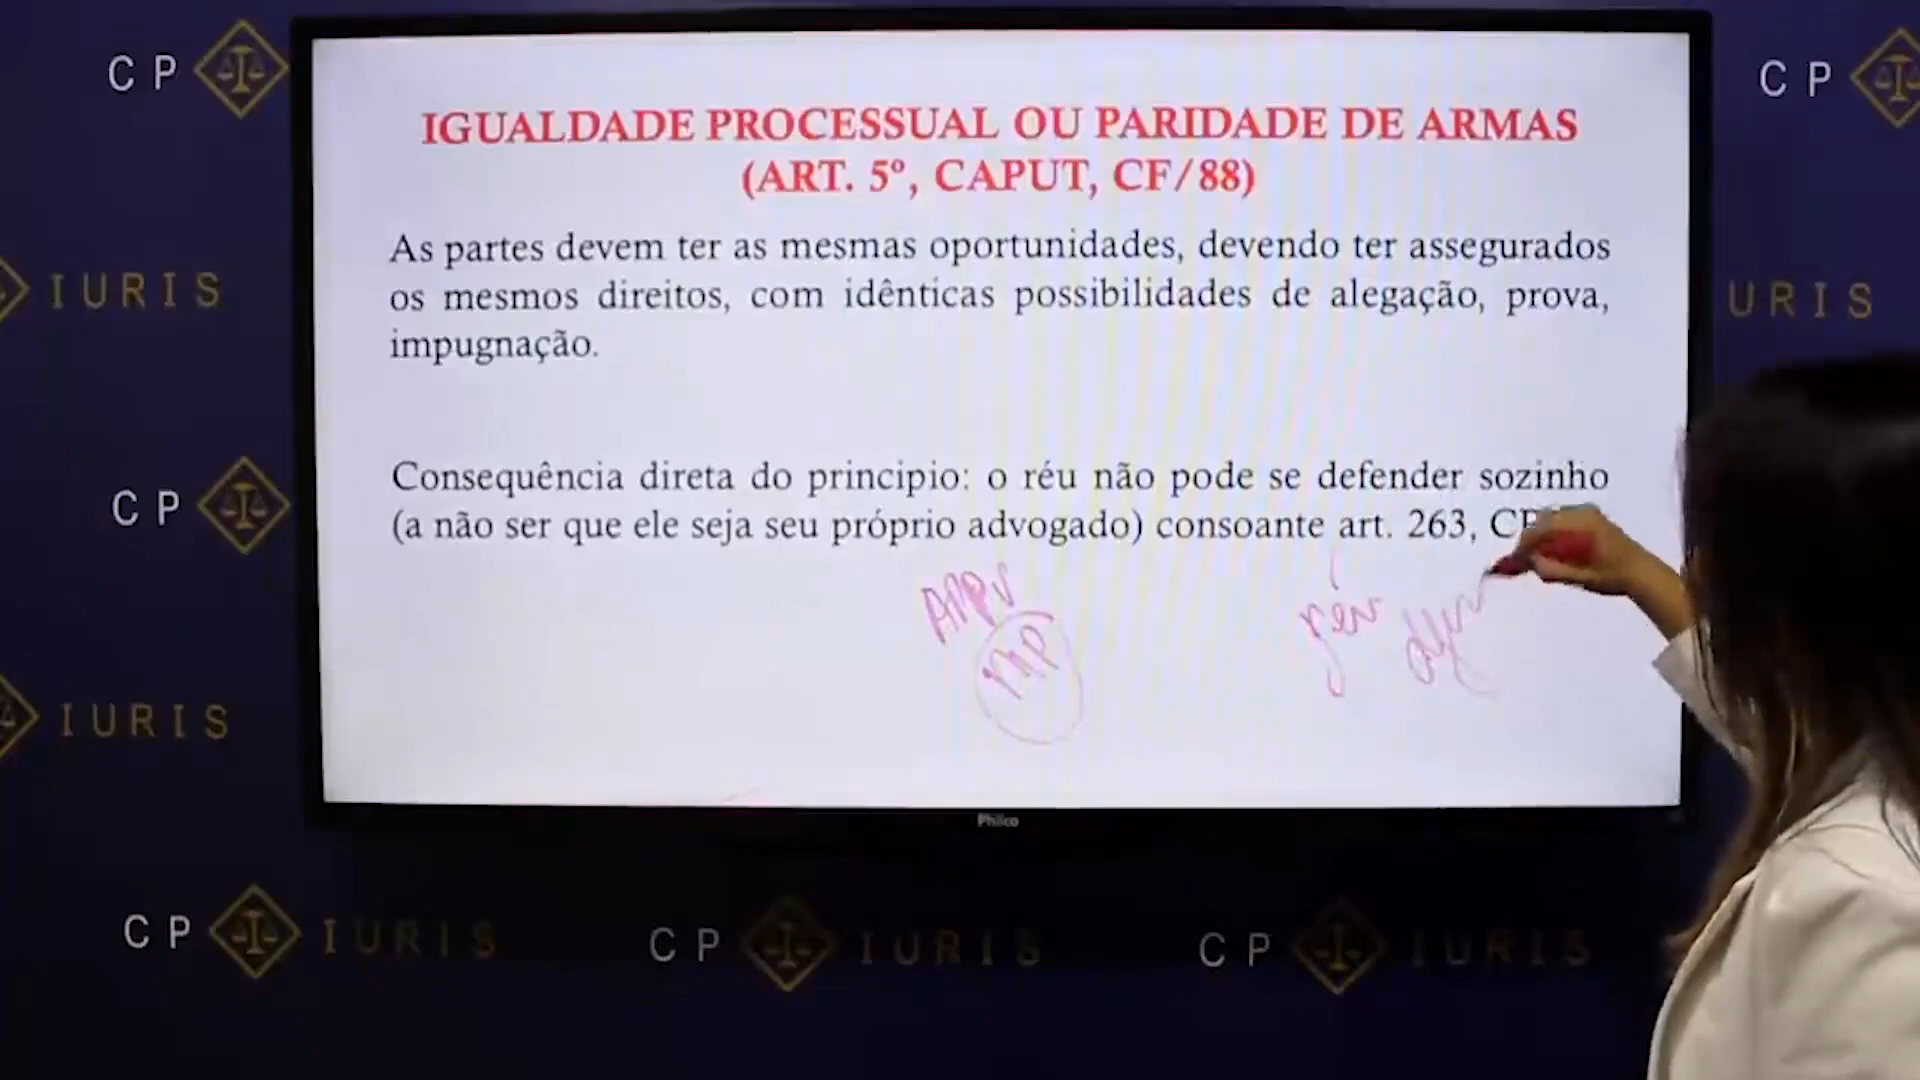 CP
CP
IGUALDADE PROCESSUAL OU PARIDADE DE ARMAS
(ART. 5º, CAPUT, CF/88)
As partes devem ter as mesmas oportunidades, devendo ter assegurados
os mesmos direitos, com idênticas possibilidades de alegação, prova,
impugnação.
IURIS
URIS
Consequência direta do principio: o réu não pode se defender sozinho
(a não ser que ele seja seu próprio advogado) consoante art. 263,
CP
MP
réu
IURIS
Philco
CP IURIS
CP IURIS
CP IURIS